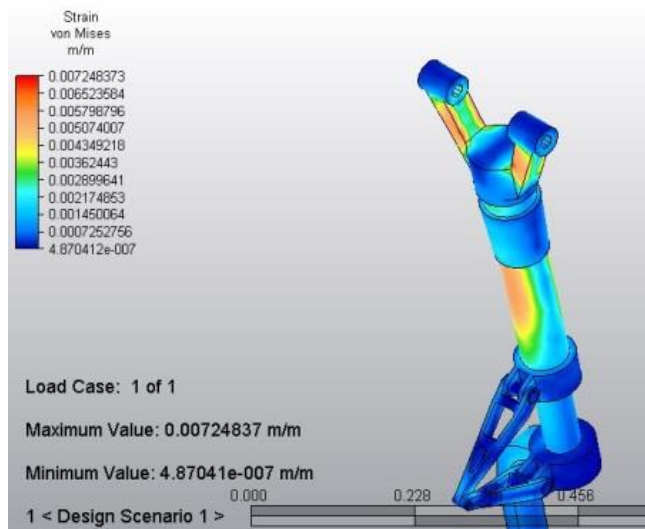 Strain
von Mises
m/m
0.007248373
0.006523584
0.005798796
0.005074007
0.004349218
0.00362443
0.002899641
0.002174853
0.001450064
0.0007252756
4.870412e-007
Load Case: 1 of 1
Maximum Value: 0.00724837 m/m
Minimum Value: 4.87041e-007 m/m
0.000 0.228 0.456
1 < Design Scenario 1 >